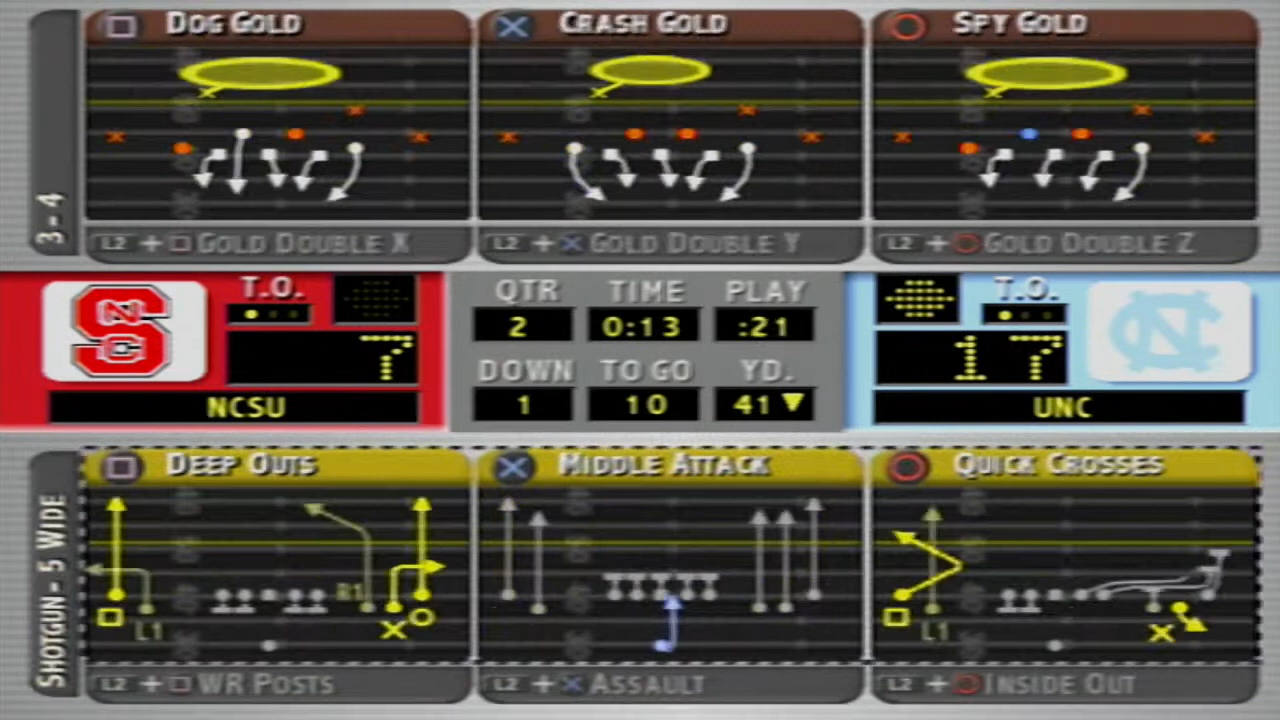 DOG GOLD
CRASH GOLD
SPY GOLD
3-4
L2 + GOLD DOUBLE X
L2 + GOLD DOUBLE Y
L2 + GOLD DOUBLE Z
NCS
T.O.
7
NCSU
QTR TIME PLAY
2 0:13 :21
DOWN TO GO YD.
1 10 41
T.O.
17
NC
UNC
SHOTGUN - 5 WIDE
DEEP OUTS
L1
R1
MIDDLE ATTACK
QUICK CROSSES
L1
L2 + WR POSTS
L2 + ASSAULT
L2 + INSIDE OUT